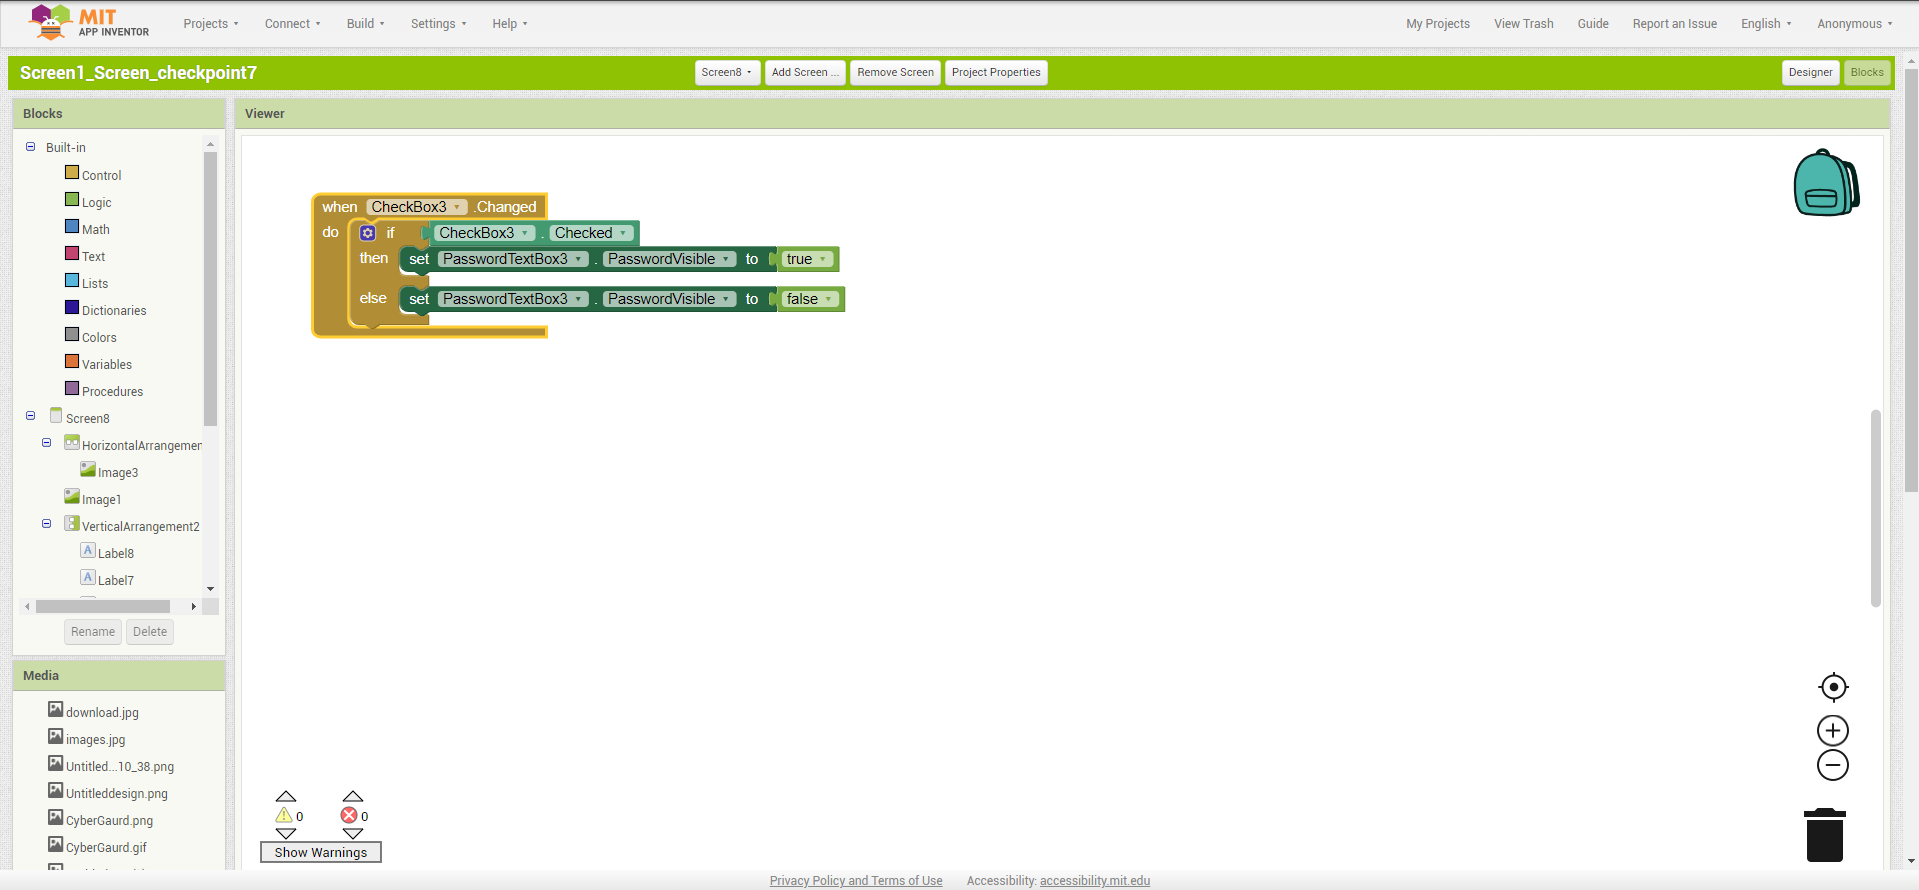 MIT
APP INVENTOR
Projects
Connect
Build
Settings
Help
My Projects
View Trash
Guide
Report an Issue
English
Anonymous
Screen1_Screen_checkpoint7
Screen8
Add Screen ...
Remove Screen
Project Properties
Designer
Blocks
Blocks
Viewer
Built-in
Control
Logic
Math
Text
Lists
Dictionaries
Colors
Variables
Procedures
Screen8
HorizontalArrangemen
Image3
Image1
VerticalArrangement2
Label8
Label7
Rename
Delete
Media
download.jpg
images.jpg
Untitled...10_38.png
Untitleddesign.png
CyberGaurd.png
CyberGaurd.gif
when CheckBox3 .Changed
do if CheckBox3 . Checked
then set PasswordTextBox3 . PasswordVisible to true
else set PasswordTextBox3 . PasswordVisible to false
0
0
Show Warnings
Privacy Policy and Terms of Use
Accessibility: accessibility.mit.edu